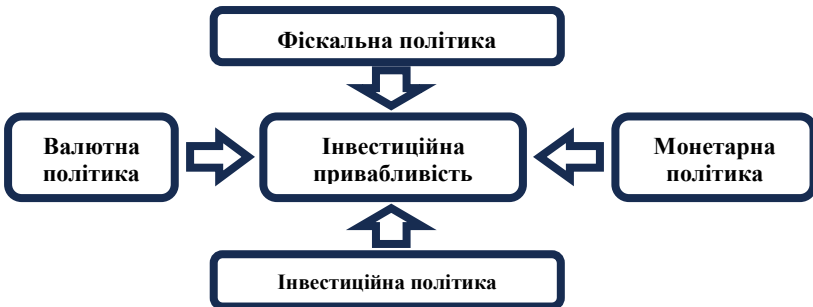 Фіскальна політика
Валютна
політика
Інвестиційна
привабливість
Монетарна
політика
Інвестиційна політика